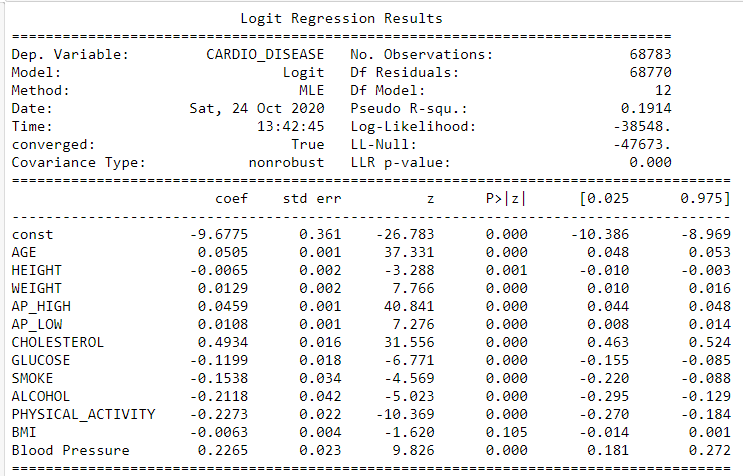 Logit Regression Results
==============================================================================
Dep. Variable: CARDIO_DISEASE No. Observations: 68783
Model: Logit Df Residuals: 68770
Method: MLE Df Model: 12
Date: Sat, 24 Oct 2020 Pseudo R-squ.: 0.1914
Time: 13:42:45 Log-Likelihood: -38548.
converged: True LL-Null: -47673.
Covariance Type: nonrobust LLR p-value: 0.000
=====================================================================================
coef std err z P>|z| [0.025 0.975]
-------------------------------------------------------------------------------------
const -9.6775 0.361 -26.783 0.000 -10.386 -8.969
AGE 0.0505 0.001 37.331 0.000 0.048 0.053
HEIGHT -0.0065 0.002 -3.288 0.001 -0.010 -0.003
WEIGHT 0.0129 0.002 7.766 0.000 0.010 0.016
AP_HIGH 0.0459 0.001 40.841 0.000 0.044 0.048
AP_LOW 0.0108 0.001 7.276 0.000 0.008 0.014
CHOLESTEROL 0.4934 0.016 31.556 0.000 0.463 0.524
GLUCOSE -0.1199 0.018 -6.771 0.000 -0.155 -0.085
SMOKE -0.1538 0.034 -4.569 0.000 -0.220 -0.088
ALCOHOL -0.2118 0.042 -5.023 0.000 -0.295 -0.129
PHYSICAL_ACTIVITY -0.2273 0.022 -10.369 0.000 -0.270 -0.184
BMI -0.0063 0.004 -1.620 0.105 -0.014 0.001
Blood Pressure 0.2265 0.023 9.826 0.000 0.181 0.272
=====================================================================================